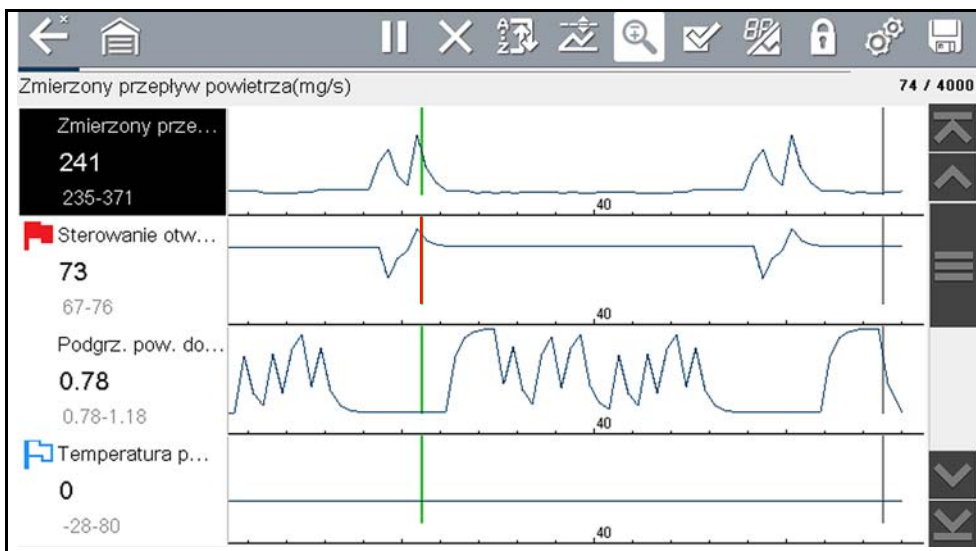 Zmierzony przepływ powietrza(mg/s)
74 / 4000
Zmierzony prze...
241
235-371
40
Sterowanie otw...
73
67-76
40
Podgrz. pow. do...
0.78
0.78-1.18
40
Temperatura p...
0
-28-80
40